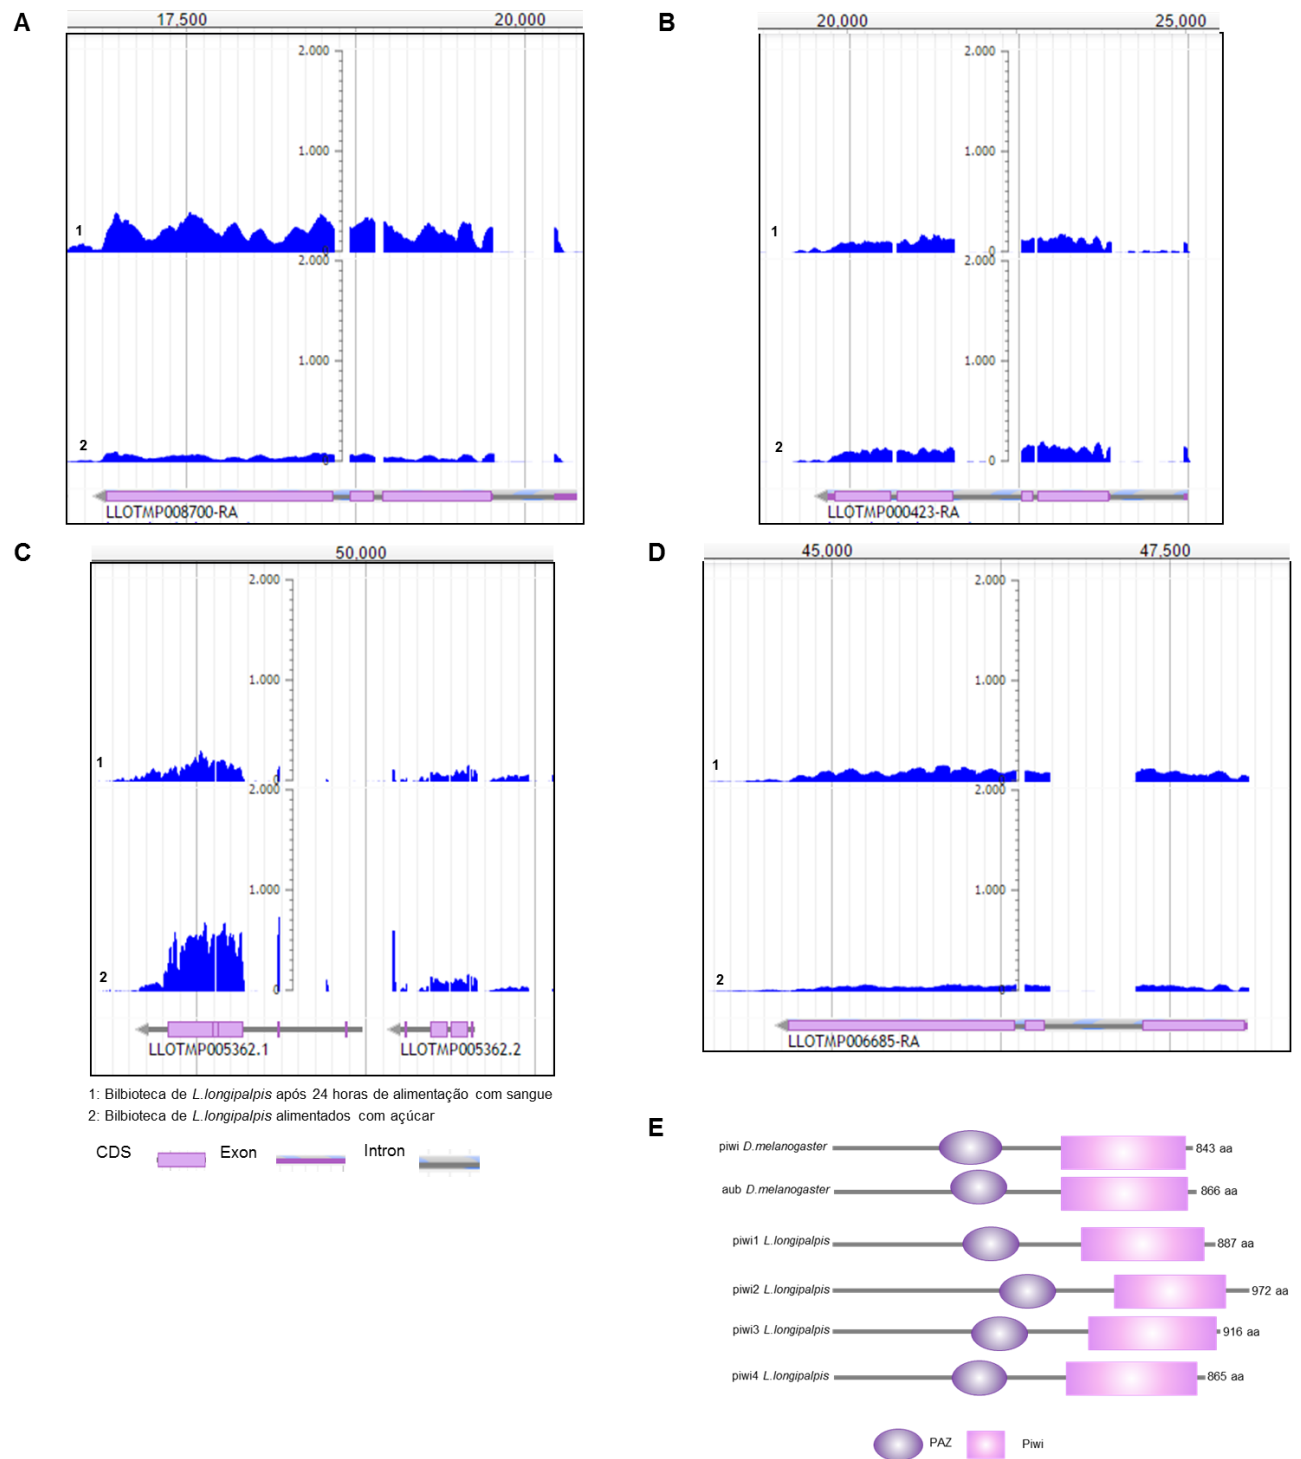 A
17,500 20,000
2.000
1.000
1
0
2.000
1.000
2
0
LLOTMP008700-RA
B
20,000 25,000
2.000
1.000
1
0
2.000
1.000
2
0
LLOTMP000423-RA
C
50,000
2.000
1.000
1
0
2.000
1.000
2
0
LLOTMP005362.1 LLOTMP005362.2
1: Bilbioteca de L.longipalpis após 24 horas de alimentação com sangue
2: Bilbioteca de L.longipalpis alimentados com açúcar
CDS Exon Intron
D
45,000 47,500
2.000
1.000
1
0
2.000
1.000
2
0
LLOTMP006685-RA
E
piwi D.melanogaster 843 aa
aub D.melanogaster 866 aa
piwi1 L.longipalpis 887 aa
piwi2 L.longipalpis 972 aa
piwi3 L.longipalpis 916 aa
piwi4 L.longipalpis 865 aa
PAZ Piwi